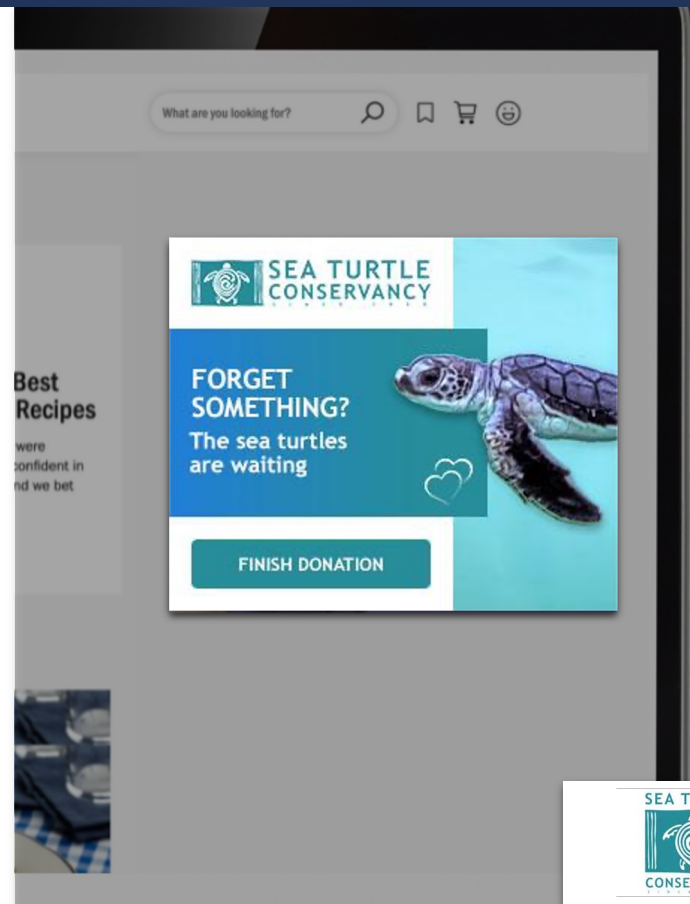 What are you looking for?
SEA TURTLE
CONSERVANCY
FORGET
SOMETHING?
The sea turtles
are waiting
FINISH DONATION
Best
Recipes
were
confident in
nd we bet
SEA T
CONSE